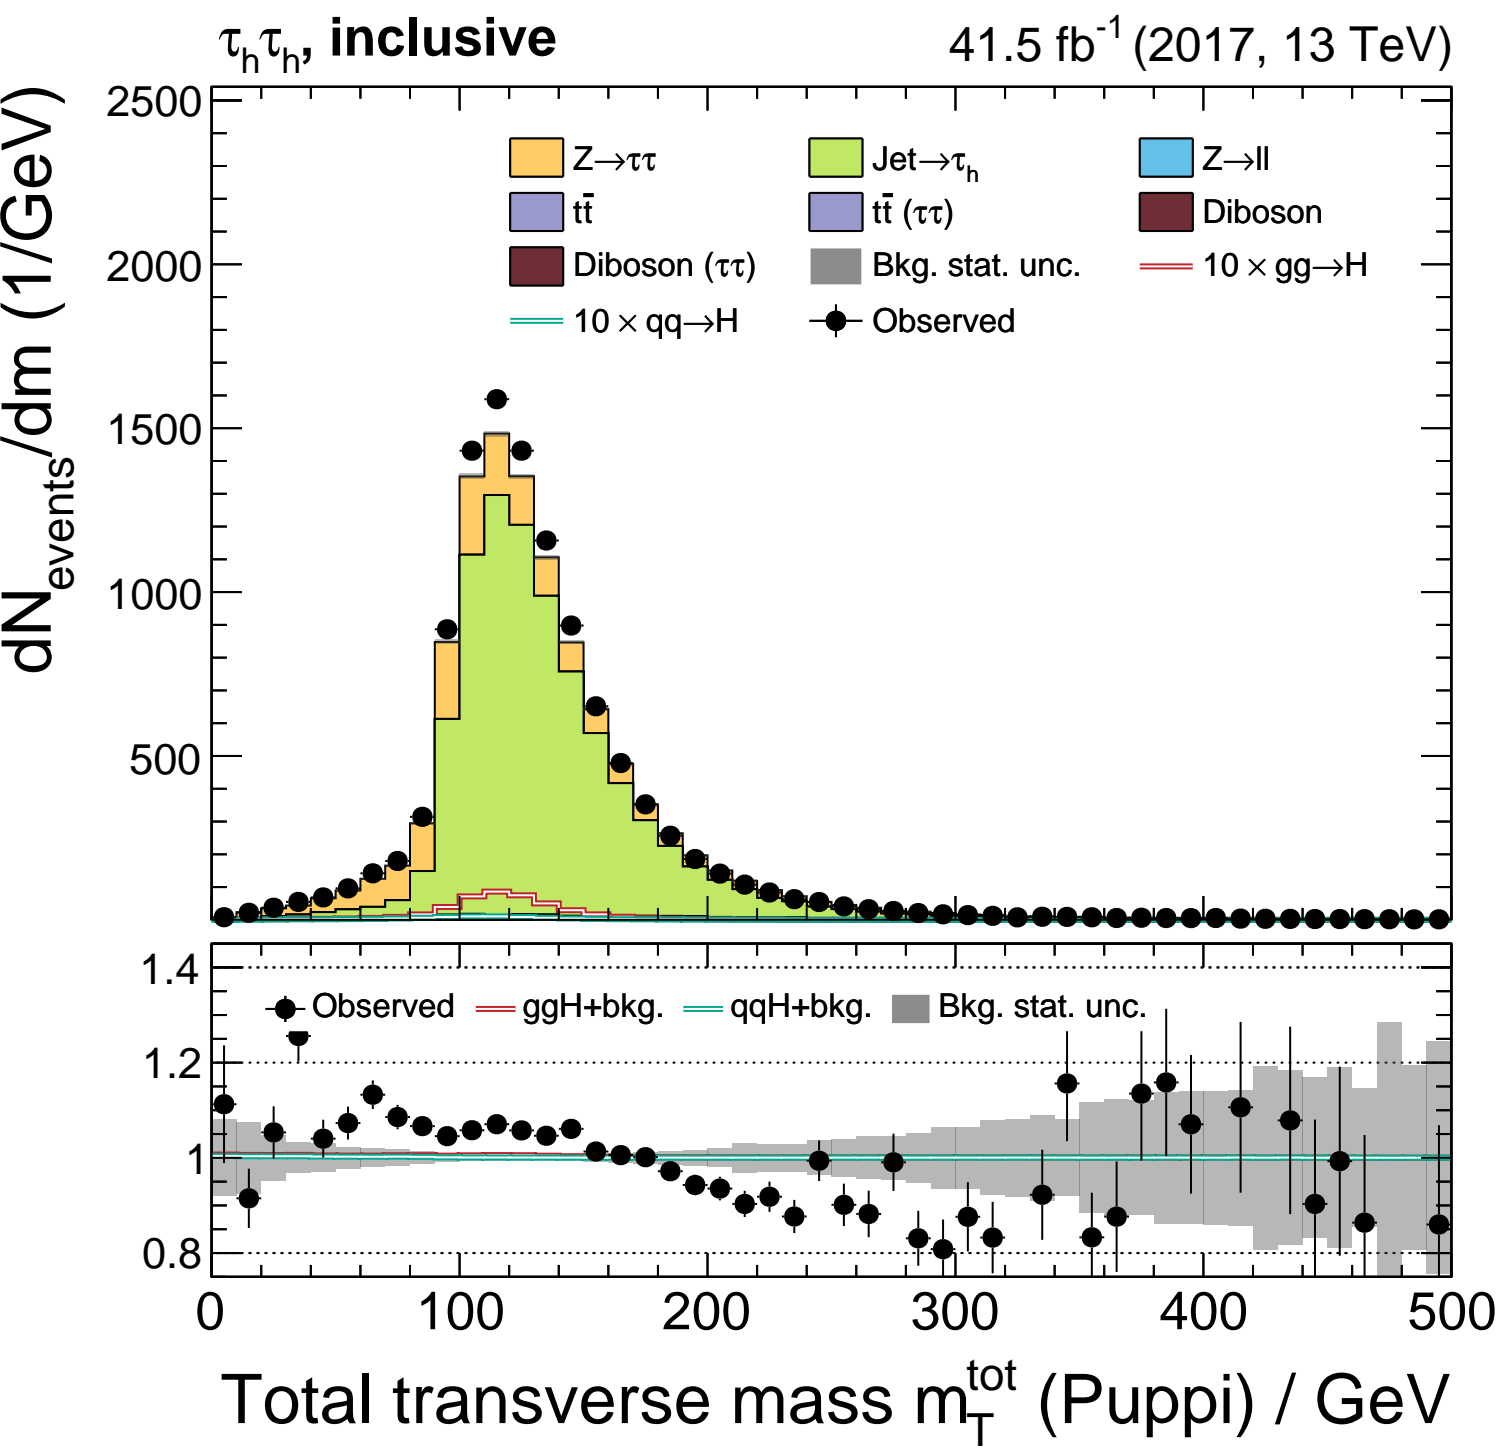 τhτh, inclusive 41.5 fb-1 (2017, 13 TeV)
dNevents/dm (1/GeV)
2500
2000
1500
1000
500
Z→ττ Jet→τh Z→ll
tt̄ tt̄ (ττ) Diboson
Diboson (ττ) Bkg. stat. unc. 10 × gg→H
10 × qq→H Observed
1.4
1.2
1
0.8
Observed ggH+bkg. qqH+bkg. Bkg. stat. unc.
0 100 200 300 400 500
Total transverse mass mTtot (Puppi) / GeV